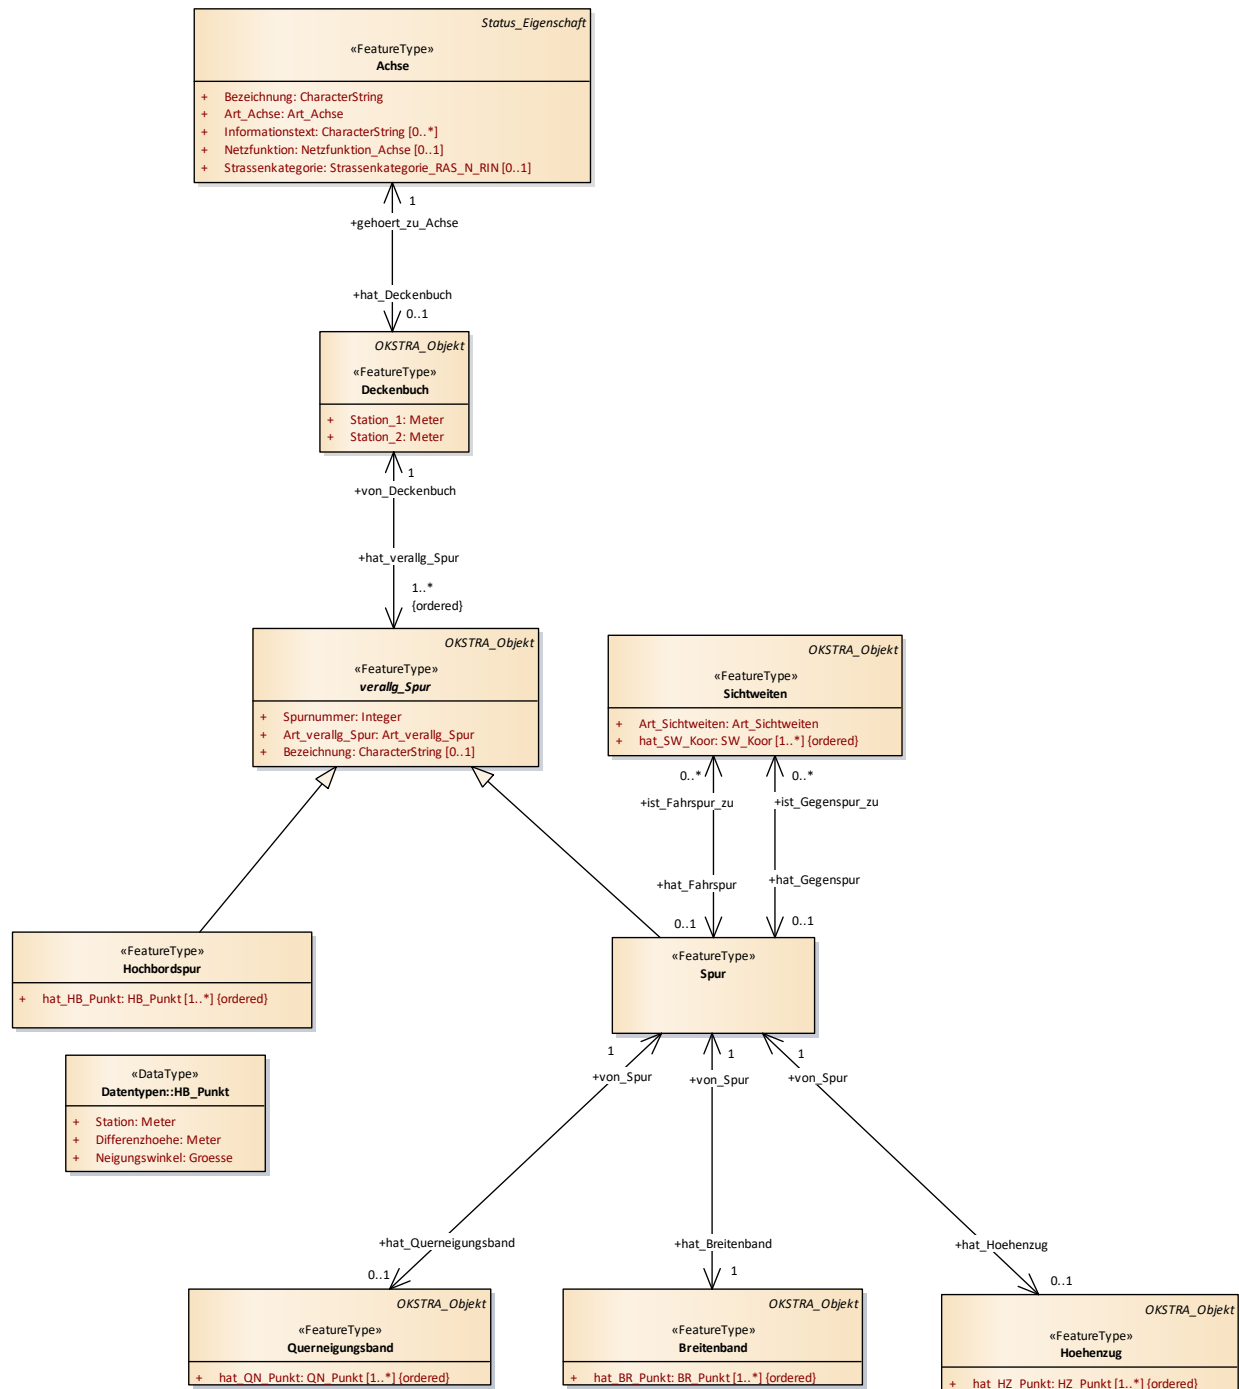 Status_Eigenschaft
«FeatureType»
Achse
+ Bezeichnung: CharacterString
+ Art_Achse: Art_Achse
+ Informationstext: CharacterString [0..*]
+ Netzfunktion: Netzfunktion_Achse [0..1]
+ Strassenkategorie: Strassenkategorie_RAS_N_RIN [0..1]
1
+gehoert_zu_Achse
+hat_Deckenbuch
0..1
OKSTRA_Objekt
«FeatureType»
Deckenbuch
+ Station_1: Meter
+ Station_2: Meter
1
+von_Deckenbuch
+hat_verallg_Spur
1..*
{ordered}
OKSTRA_Objekt
«FeatureType»
verallg_Spur
+ Spurnummer: Integer
+ Art_verallg_Spur: Art_verallg_Spur
+ Bezeichnung: CharacterString [0..1]
OKSTRA_Objekt
«FeatureType»
Sichtweiten
+ Art_Sichtweiten: Art_Sichtweiten
+ hat_SW_Koor: SW_Koor [1..*] {ordered}
0..* 0..*
+ist_Fahrspur_zu +ist_Gegenspur_zu
+hat_Fahrspur +hat_Gegenspur
0..1 0..1
«FeatureType»
Hochbordspur
+ hat_HB_Punkt: HB_Punkt [1..*] {ordered}
«FeatureType»
Spur
«DataType»
Datentypen::HB_Punkt
+ Station: Meter
+ Differenzhoehe: Meter
+ Neigungswinkel: Groesse
1 1 1
+von_Spur +von_Spur +von_Spur
+hat_Querneigungsband +hat_Breitenband +hat_Hoehenzug
0..1 1 0..1
OKSTRA_Objekt
«FeatureType»
Querneigungsband
+ hat_QN_Punkt: QN_Punkt [1..*] {ordered}
OKSTRA_Objekt
«FeatureType»
Breitenband
+ hat_BR_Punkt: BR_Punkt [1..*] {ordered}
OKSTRA_Objekt
«FeatureType»
Hoehenzug
+ hat_HZ_Punkt: HZ_Punkt [1..*] {ordered}